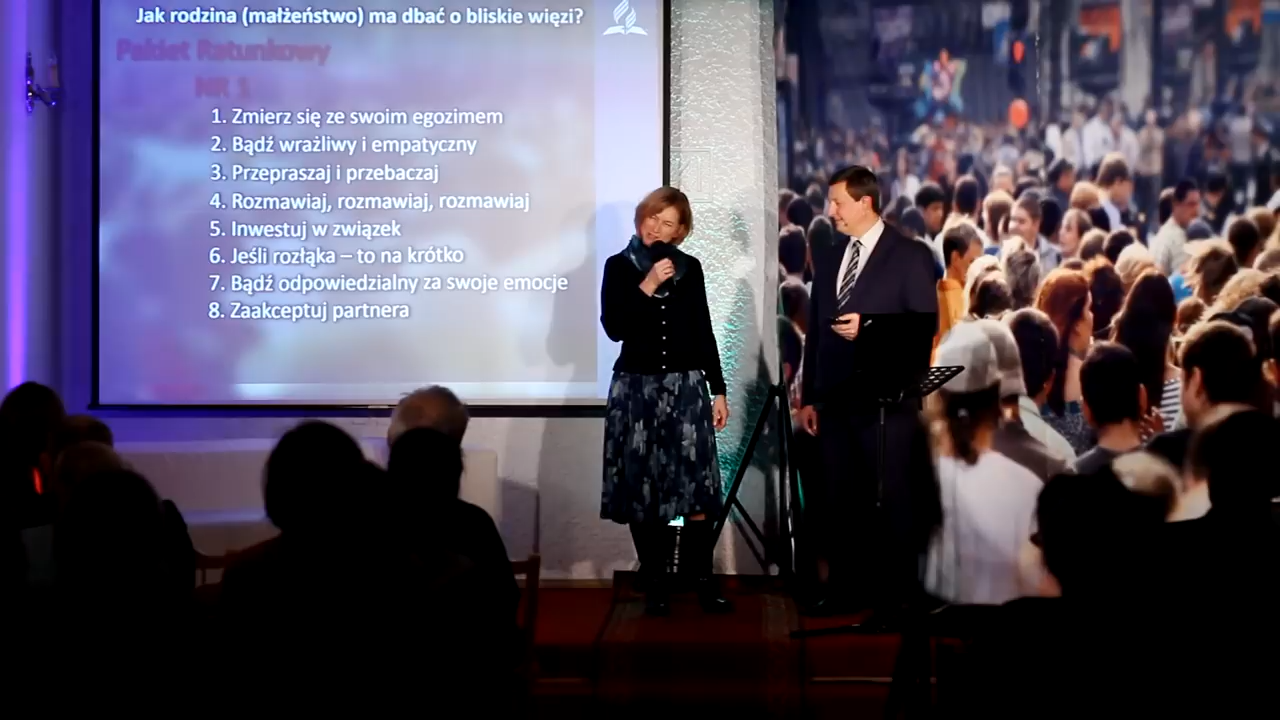 Jak rodzina (małżeństwo) ma dbać o bliskie więzi?
Pakiet Ratunkowy
NR 1
1. Zmierz się ze swoim egozimem
2. Bądź wrażliwy i empatyczny
3. Przepraszaj i przebaczaj
4. Rozmawiaj, rozmawiaj, rozmawiaj
5. Inwestuj w związek
6. Jeśli rozłąka – to na krótko
7. Bądź odpowiedzialny za swoje emocje
8. Zaakceptuj partnera